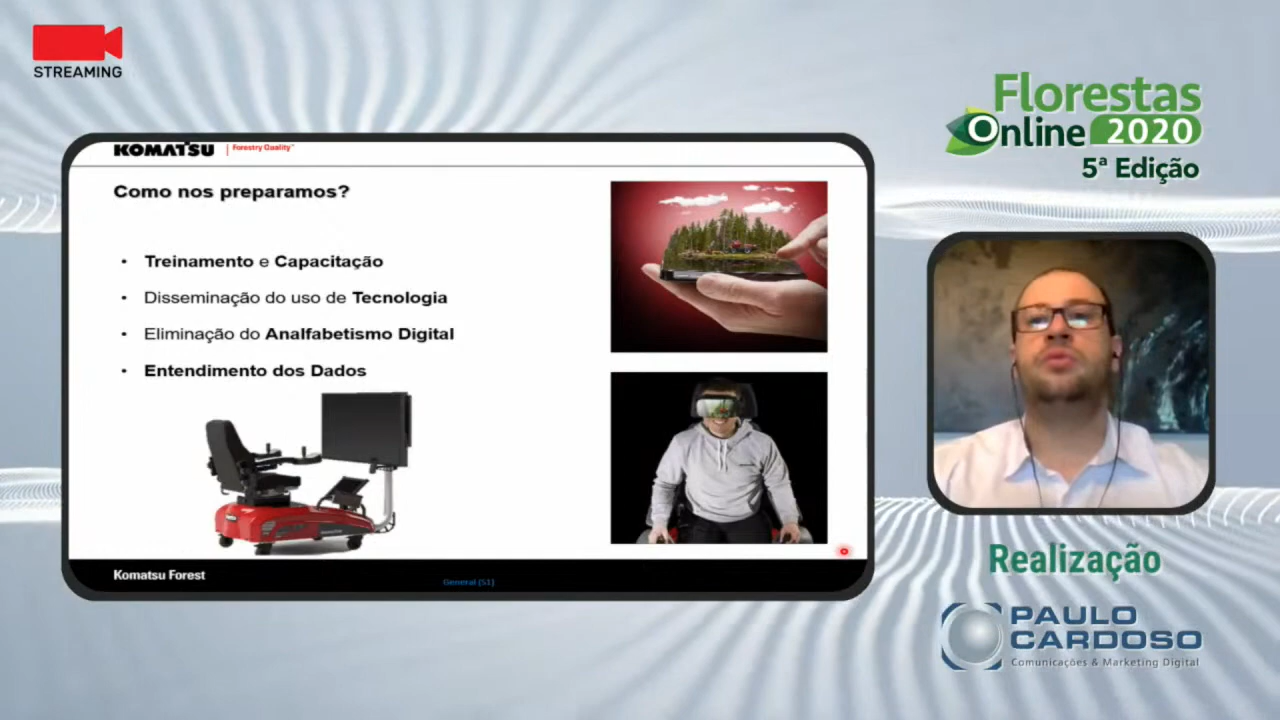 STREAMING
Florestas
Online 2020
5ª Edição
KOMATSU | Forestry Quality™
Como nos preparamos?
• Treinamento e Capacitação
• Disseminação do uso de Tecnologia
• Eliminação do Analfabetismo Digital
• Entendimento dos Dados
Komatsu Forest
General (S1)
Realização
PAULO
CARDOSO
Comunicações & Marketing Digital